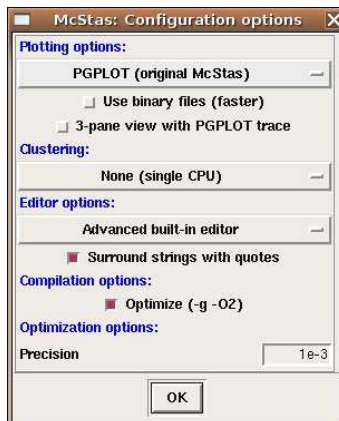 McStas: Configuration options
Plotting options:
PGPLOT (original McStas)
Use binary files (faster)
3-pane view with PGPLOT trace
Clustering:
None (single CPU)
Editor options:
Advanced built-in editor
Surround strings with quotes
Compilation options:
Optimize (-g -O2)
Optimization options:
Precision 1e-3
OK